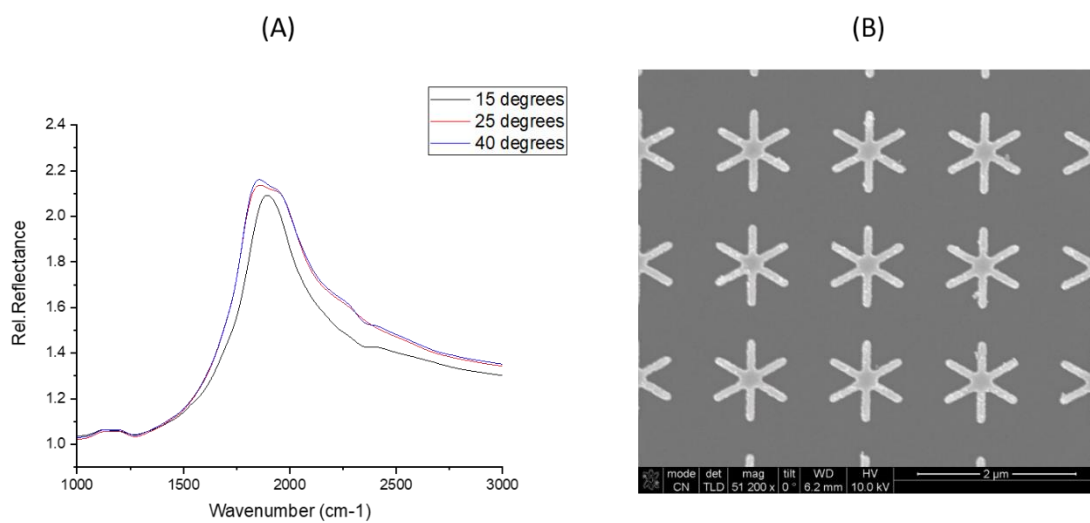 (A)
(B)
15 degrees
25 degrees
40 degrees
2.4
2.2
2.0
1.8
1.6
1.4
1.2
1.0
Rel.Reflectance
1000 1500 2000 2500 3000
Wavenumber (cm-1)
mode det mag tilt WD HV
2 µm
CN TLD 51 200 x 0° 6.2 mm 10.0 kV